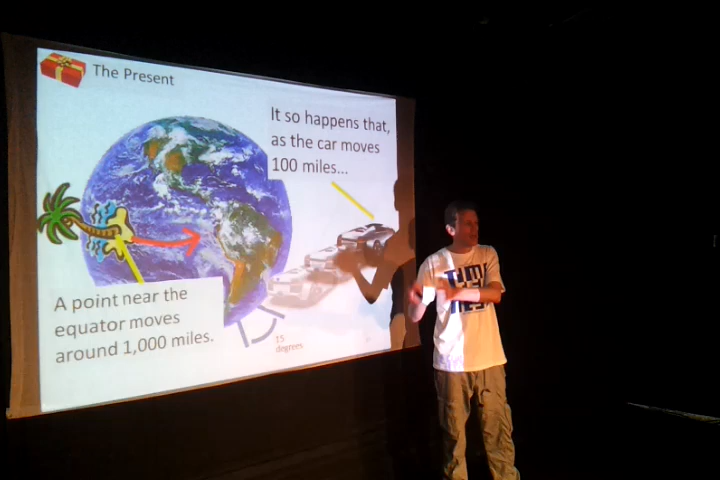 The Present
It so happens that,
as the car moves
100 miles...
A point near the
equator moves
around 1,000 miles.
15
degrees